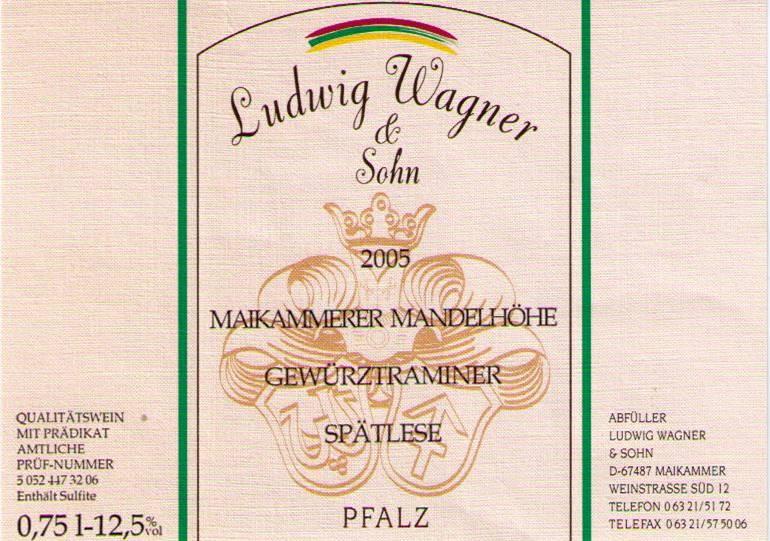 Ludwig Wagner
&
Sohn
2005
MAIKAMMERER MANDELHÖHE
GEWÜRZTRAMINER
SPÄTLESE
PFALZ
QUALITÄTSWEIN
MIT PRÄDIKAT
AMTLICHE
PRÜF-NUMMER
5 052 447 32 06
Enthält Sulfite
0,75 l-12,5%vol
ABFÜLLER
LUDWIG WAGNER
& SOHN
D-67487 MAIKAMMER
WEINSTRASSE SÜD 12
TELEFON 0 63 21/51 72
TELEFAX 0 63 21/57 50 06